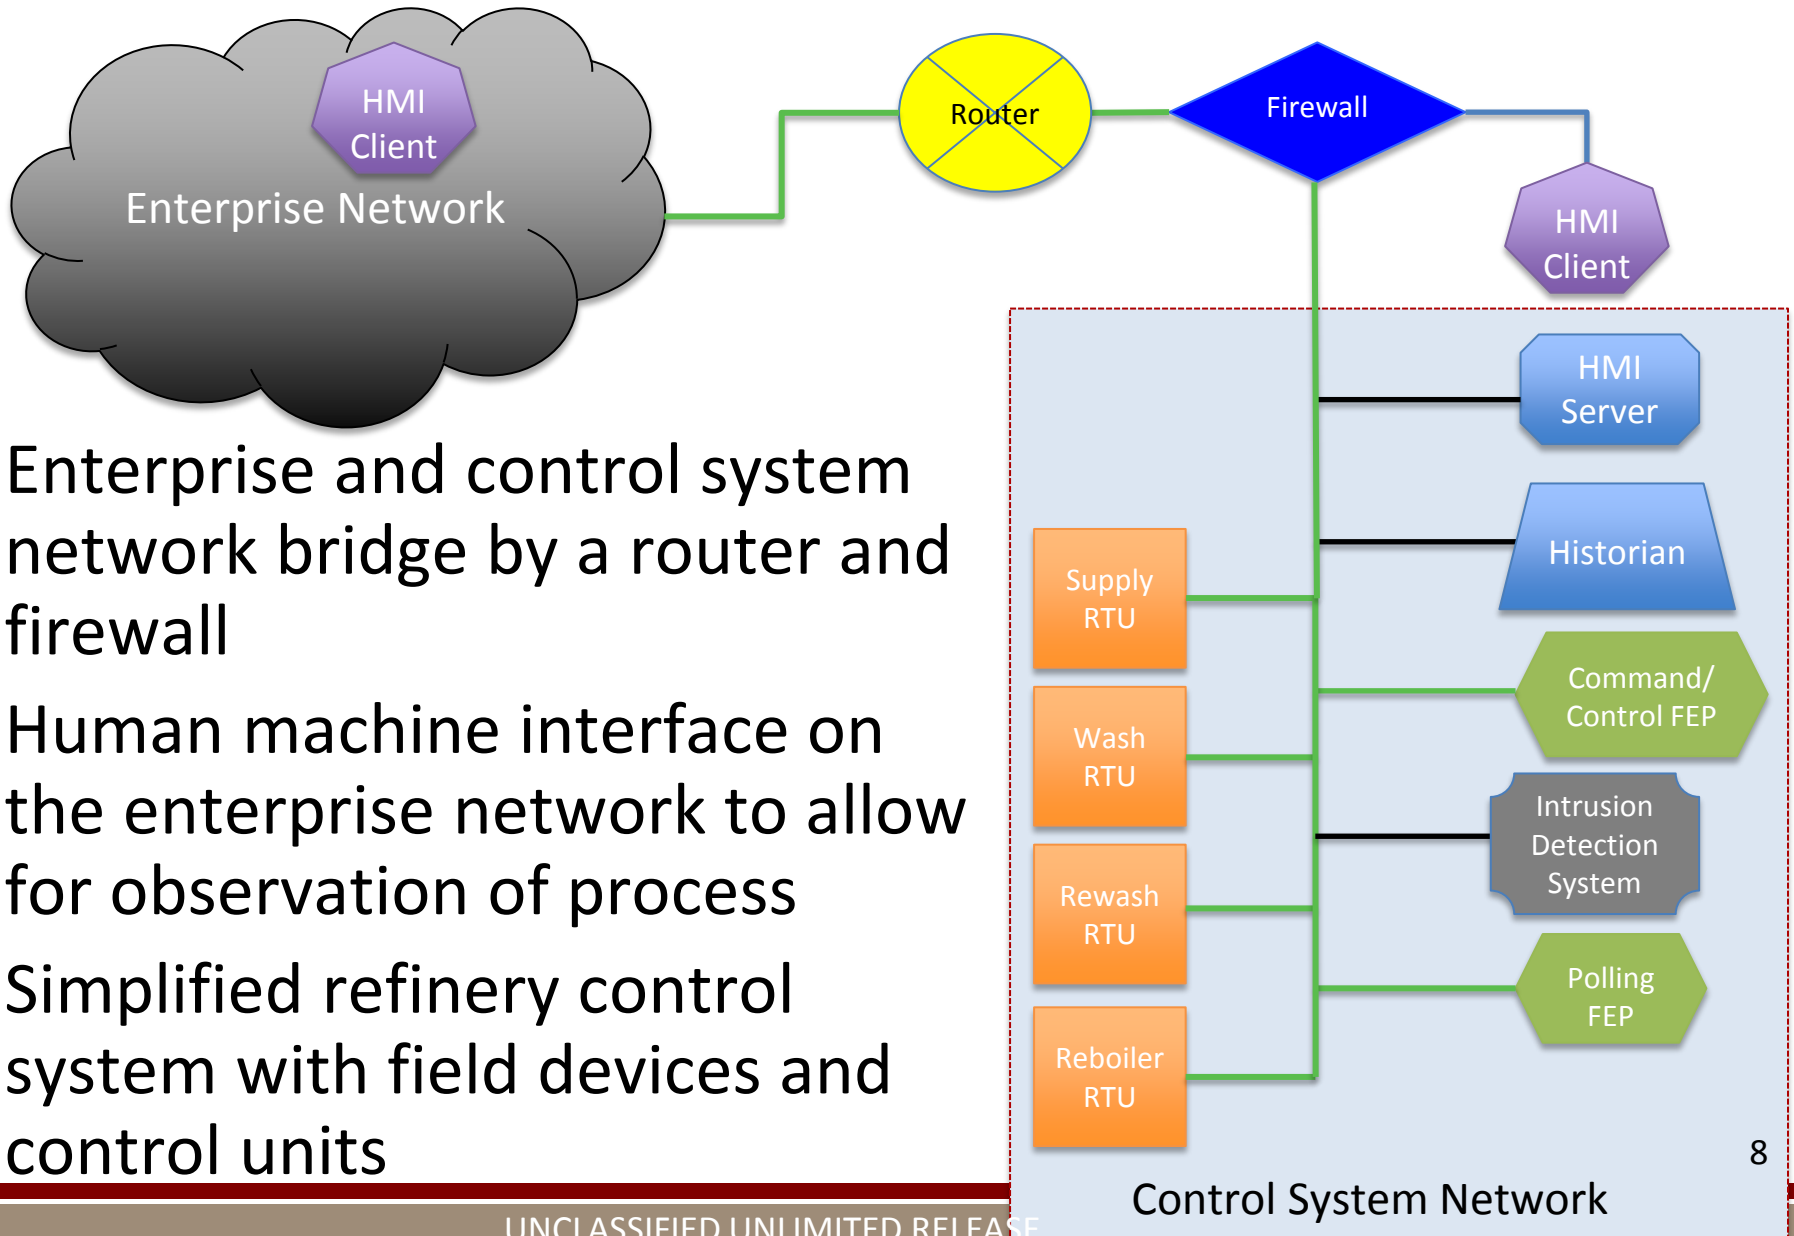 HMI
Client
Enterprise Network
Router
Firewall
HMI
Client
Enterprise and control system
network bridge by a router and
firewall
Human machine interface on
the enterprise network to allow
for observation of process
Simplified refinery control
system with field devices and
control units
HMI
Server
Historian
Supply
RTU
Command/
Control FEP
Wash
RTU
Intrusion
Detection
System
Rewash
RTU
Polling
FEP
Reboiler
RTU
8
Control System Network
UNCLASSIFIED UNLIMITED RELEASE